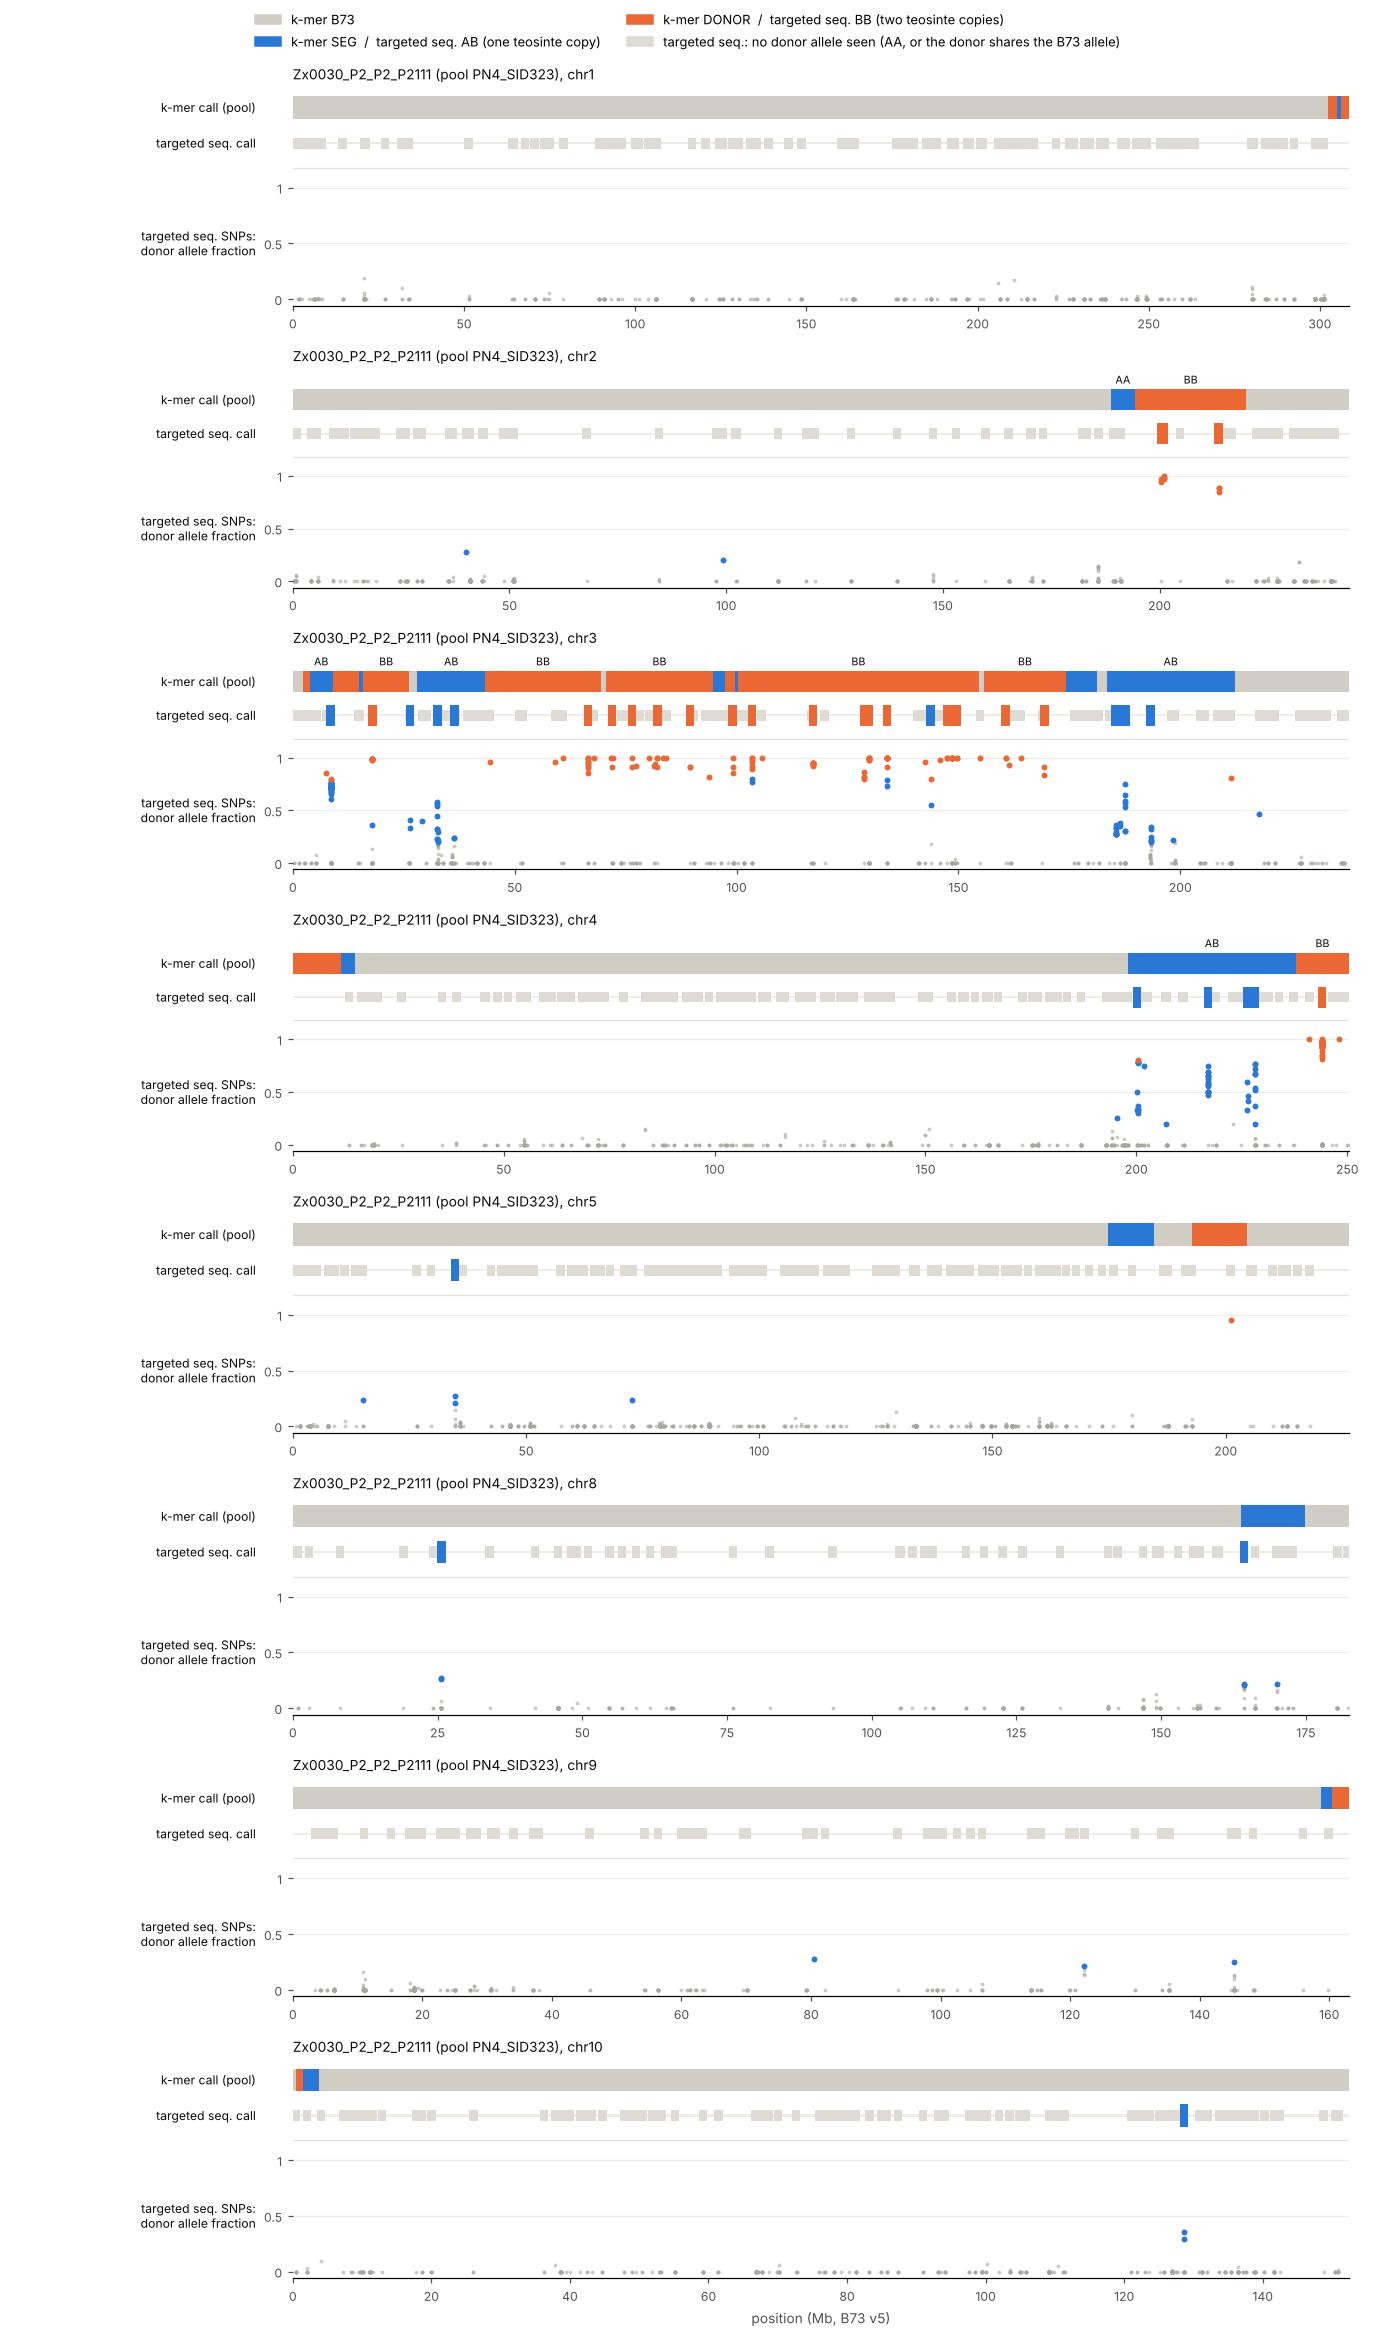 k-mer B73
k-mer DONOR / targeted seq. BB (two teosinte copies)
k-mer SEG / targeted seq. AB (one teosinte copy)
targeted seq.: no donor allele seen (AA, or the donor shares the B73 allele)
Zx0030_P2_P2_P2111 (pool PN4_SID323), chr1
k-mer call (pool)
targeted seq. call
1
targeted seq. SNPs:
donor allele fraction
0.5
0
0 50 100 150 200 250 300
Zx0030_P2_P2_P2111 (pool PN4_SID323), chr2
AA BB
k-mer call (pool)
targeted seq. call
1
targeted seq. SNPs:
donor allele fraction
0.5
0
0 50 100 150 200
Zx0030_P2_P2_P2111 (pool PN4_SID323), chr3
AB BB AB BB BB BB BB AB
k-mer call (pool)
targeted seq. call
1
targeted seq. SNPs:
donor allele fraction
0.5
0
0 50 100 150 200
Zx0030_P2_P2_P2111 (pool PN4_SID323), chr4
AB BB
k-mer call (pool)
targeted seq. call
1
targeted seq. SNPs:
donor allele fraction
0.5
0
0 50 100 150 200 250
Zx0030_P2_P2_P2111 (pool PN4_SID323), chr5
k-mer call (pool)
targeted seq. call
1
targeted seq. SNPs:
donor allele fraction
0.5
0
0 50 100 150 200
Zx0030_P2_P2_P2111 (pool PN4_SID323), chr8
k-mer call (pool)
targeted seq. call
1
targeted seq. SNPs:
donor allele fraction
0.5
0
0 25 50 75 100 125 150 175
Zx0030_P2_P2_P2111 (pool PN4_SID323), chr9
k-mer call (pool)
targeted seq. call
1
targeted seq. SNPs:
donor allele fraction
0.5
0
0 20 40 60 80 100 120 140 160
Zx0030_P2_P2_P2111 (pool PN4_SID323), chr10
k-mer call (pool)
targeted seq. call
1
targeted seq. SNPs:
donor allele fraction
0.5
0
0 20 40 60 80 100 120 140
position (Mb, B73 v5)